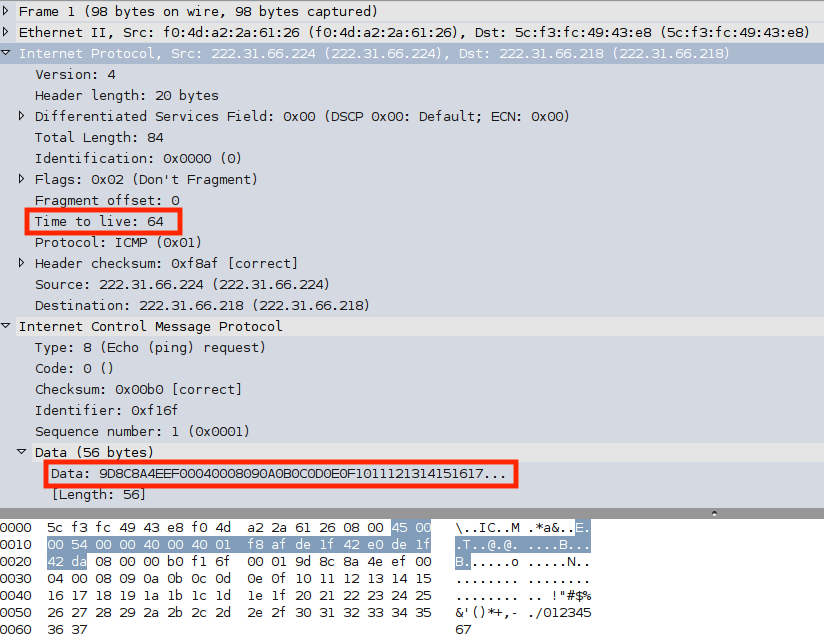 Frame 1 (98 bytes on wire, 98 bytes captured)
Ethernet II, Src: f0:4d:a2:2a:61:26 (f0:4d:a2:2a:61:26), Dst: 5c:f3:fc:49:43:e8 (5c:f3:fc:49:43:e8)
Internet Protocol, Src: 222.31.66.224 (222.31.66.224), Dst: 222.31.66.218 (222.31.66.218)
Version: 4
Header length: 20 bytes
Differentiated Services Field: 0x00 (DSCP 0x00: Default; ECN: 0x00)
Total Length: 84
Identification: 0x0000 (0)
Flags: 0x02 (Don't Fragment)
Fragment offset: 0
Time to live: 64
Protocol: ICMP (0x01)
Header checksum: 0xf8af [correct]
Source: 222.31.66.224 (222.31.66.224)
Destination: 222.31.66.218 (222.31.66.218)
Internet Control Message Protocol
Type: 8 (Echo (ping) request)
Code: 0 ()
Checksum: 0x00b0 [correct]
Identifier: 0xf16f
Sequence number: 1 (0x0001)
Data (56 bytes)
Data: 9D8C8A4EEF00040008090A0B0C0D0E0F1011121314151617...
[Length: 56]
0000 5c f3 fc 49 43 e8 f0 4d a2 2a 61 26 08 00 45 00 \..IC..M .*a&..E.
0010 00 54 00 00 40 00 40 01 f8 af de 1f 42 e0 de 1f .T..@.@. ....B...
0020 42 da 08 00 00 b0 f1 6f 00 01 9d 8c 8a 4e ef 00 B......o .....N..
0030 04 00 08 09 0a 0b 0c 0d 0e 0f 10 11 12 13 14 15 ........ ........
0040 16 17 18 19 1a 1b 1c 1d 1e 1f 20 21 22 23 24 25 ........ .. !"#$%
0050 26 27 28 29 2a 2b 2c 2d 2e 2f 30 31 32 33 34 35 &'()*+,- ./012345
0060 36 37 67